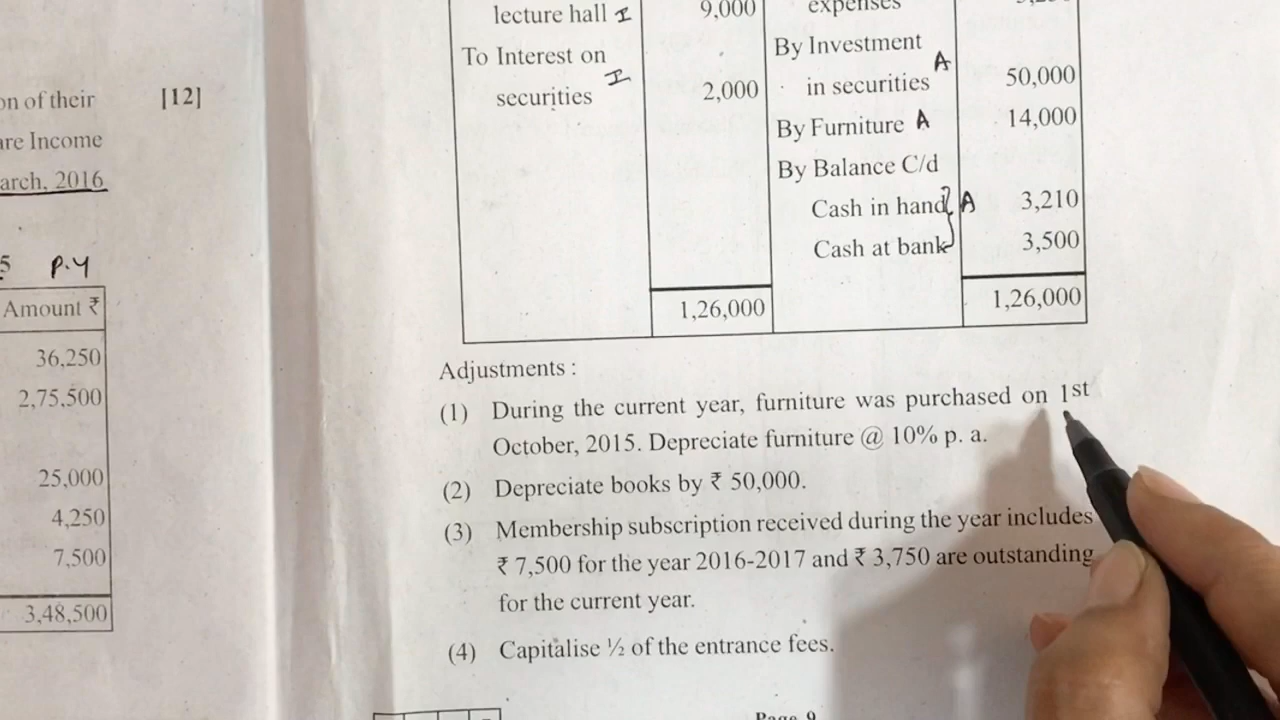 on of their [12]
are Income
arch, 2016
5 P.Y
Amount ₹
36,250
2,75,500
25,000
4,250
7,500
3,48,500
lecture hall I 9,000 expenses
To Interest on By Investment
securities I 2,000 in securities A 50,000
By Furniture A 14,000
By Balance C/d
Cash in hand A 3,210
Cash at bank 3,500
1,26,000 1,26,000
Adjustments :
(1) During the current year, furniture was purchased on 1st
October, 2015. Depreciate furniture @ 10% p. a.
(2) Depreciate books by ₹ 50,000.
(3) Membership subscription received during the year includes
₹ 7,500 for the year 2016-2017 and ₹ 3,750 are outstanding
for the current year.
(4) Capitalise ½ of the entrance fees.
Page 9